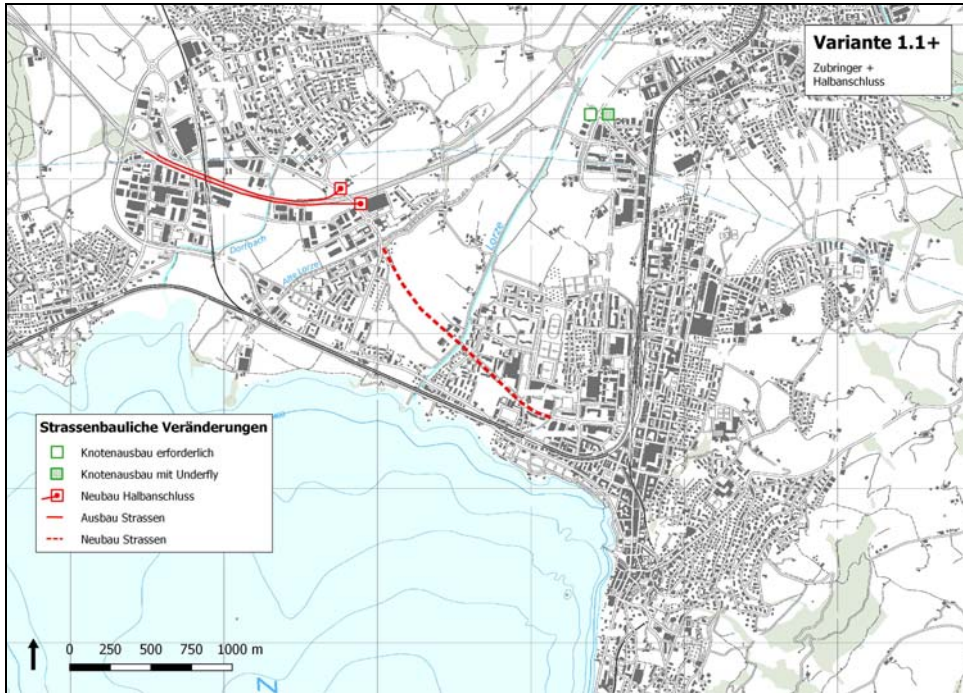 Variante 1.1+
Zubringer +
Halbanschluss
Lorze
Dorfbach
Alte Lorze
Strassenbauliche Veränderungen
Knotenausbau erforderlich
Knotenausbau mit Underfly
Neubau Halbanschluss
Ausbau Strassen
Neubau Strassen
0 250 500 750 1000 m
Z